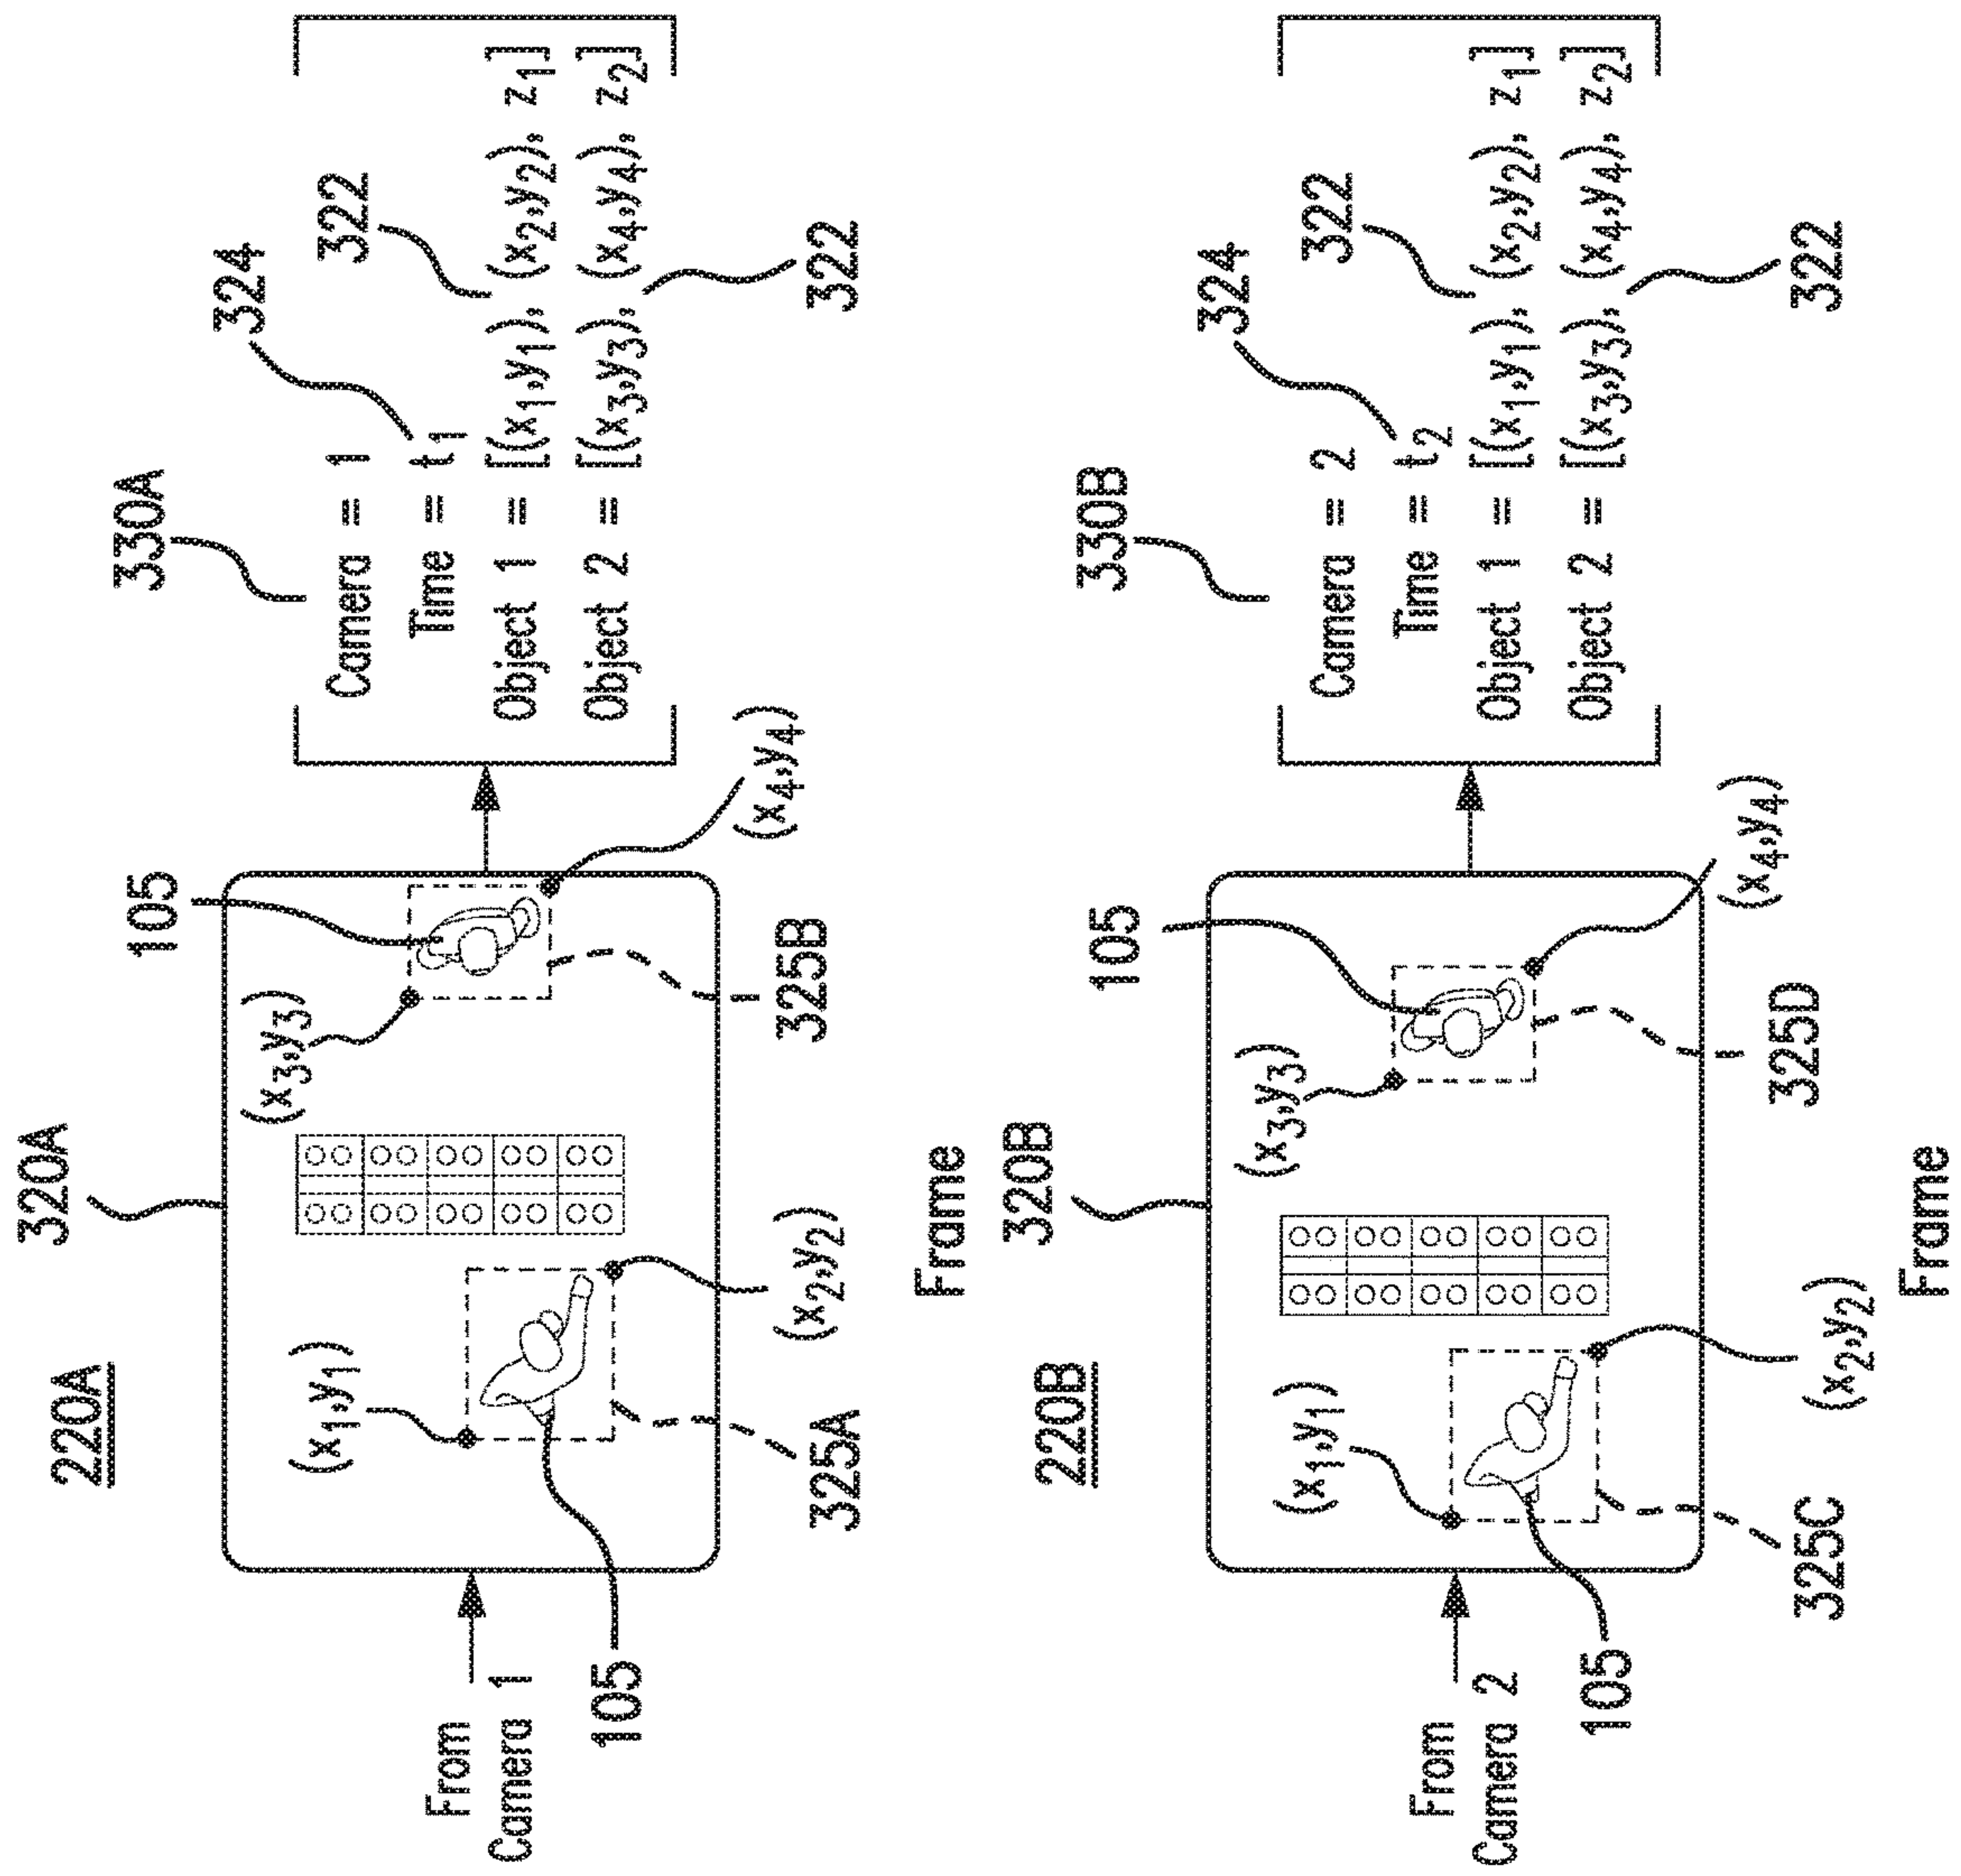 220A
320A
From
Camera 1
105
(x1,y1)
325A
(x2,y2)
Frame
(x3,y3)
105
325B
(x4,y4)
330A
324
322
Camera = 1
Time = t1
Object 1 = [(x1,y1), (x2,y2), z1]
Object 2 = [(x3,y3), (x4,y4), z2]
322
220B
320B
From
Camera 2
105
(x1,y1)
325C
(x2,y2)
Frame
(x3,y3)
105
325D
(x4,y4)
330B
324
322
Camera = 2
Time = t2
Object 1 = [(x1,y1), (x2,y2), z1]
Object 2 = [(x3,y3), (x4,y4), z2]
322